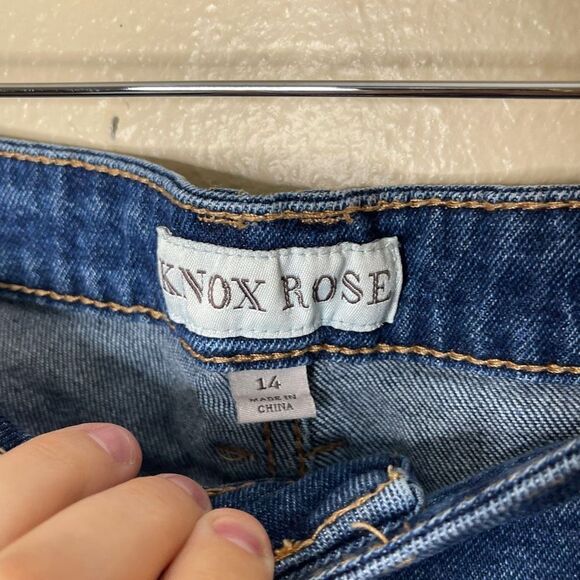 KNOX ROSE
14
MADE IN
CHINA